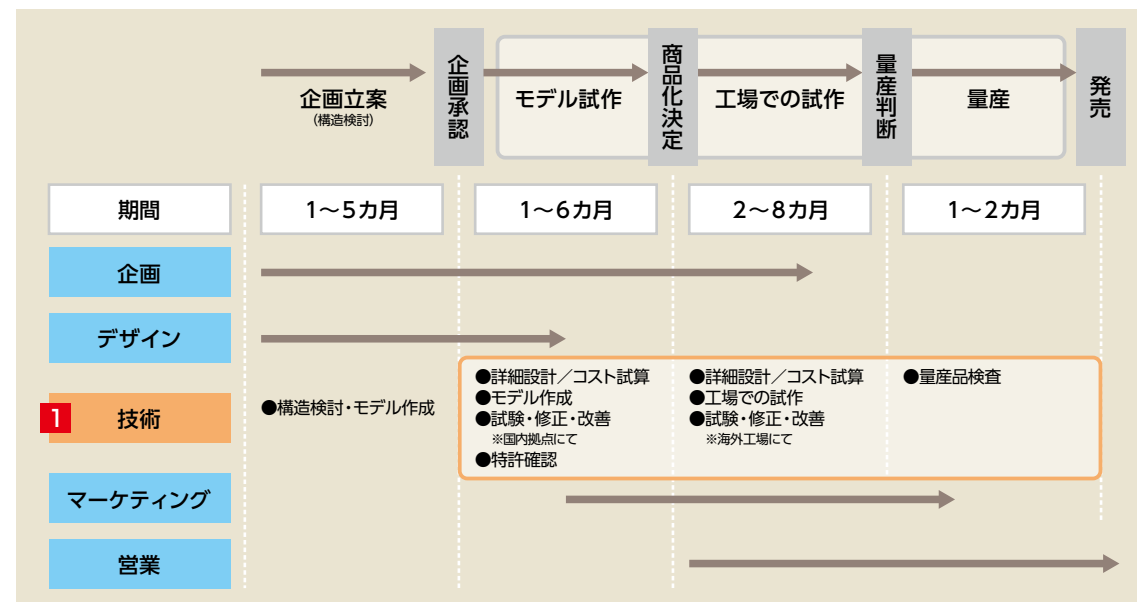 企画立案
(構造検討)
企画承認
モデル試作
商品化決定
工場での試作
量産判断
量産
発売
期間
1〜5カ月
1〜6カ月
2〜8カ月
1〜2カ月
企画
デザイン
1
技術
●構造検討・モデル作成
●詳細設計／コスト試算
●モデル作成
●試験・修正・改善
※国内拠点にて
●特許確認
●詳細設計／コスト試算
●工場での試作
●試験・修正・改善
※海外工場にて
●量産品検査
マーケティング
営業